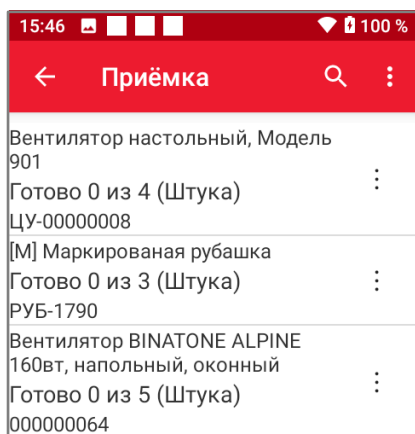 15:46 100 %
Приёмка
Вентилятор настольный, Модель
901
Готово 0 из 4 (Штука)
ЦУ-00000008
[М] Маркированая рубашка
Готово 0 из 3 (Штука)
РУБ-1790
Вентилятор BINATONE ALPINE
160вт, напольный, оконный
Готово 0 из 5 (Штука)
000000064